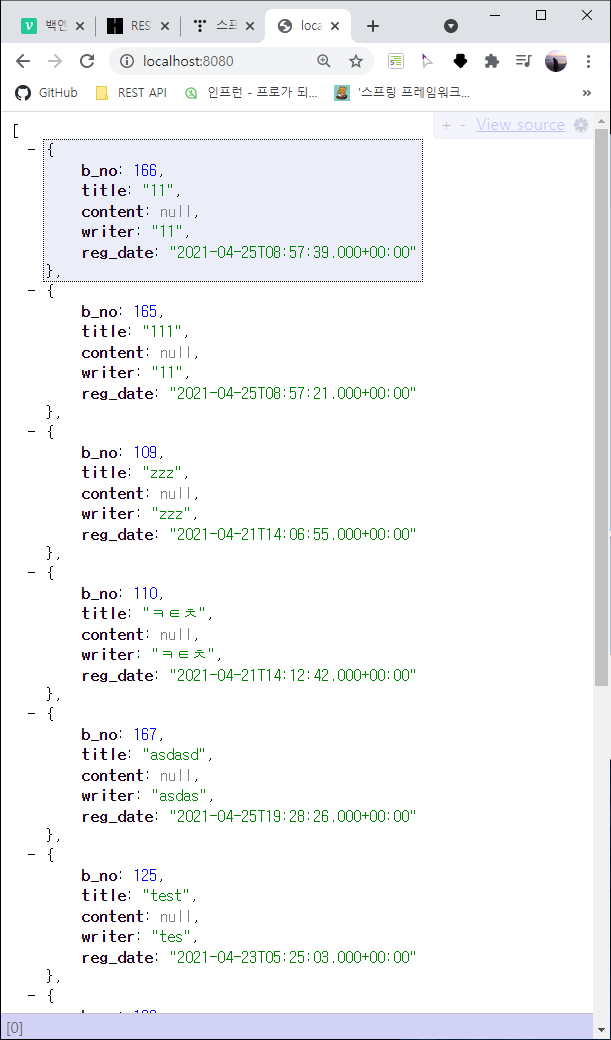 백엔
RES
스프
loca
localhost:8080
GitHub
REST API
인프런 - 프로가 되...
'스프링 프레임워크...
»
+ - View source
[
- {
b_no: 166,
title: "11",
content: null,
writer: "11",
reg_date: "2021-04-25T08:57:39.000+00:00"
},
- {
b_no: 165,
title: "111",
content: null,
writer: "11",
reg_date: "2021-04-25T08:57:21.000+00:00"
},
- {
b_no: 109,
title: "zzz",
content: null,
writer: "zzz",
reg_date: "2021-04-21T14:06:55.000+00:00"
},
- {
b_no: 110,
title: "ㅋㅌㅊ",
content: null,
writer: "ㅋㅌㅊ",
reg_date: "2021-04-21T14:12:42.000+00:00"
},
- {
b_no: 167,
title: "asdasd",
content: null,
writer: "asdas",
reg_date: "2021-04-25T19:28:26.000+00:00"
},
- {
b_no: 125,
title: "test",
content: null,
writer: "tes",
reg_date: "2021-04-23T05:25:03.000+00:00"
},
- {
[0]